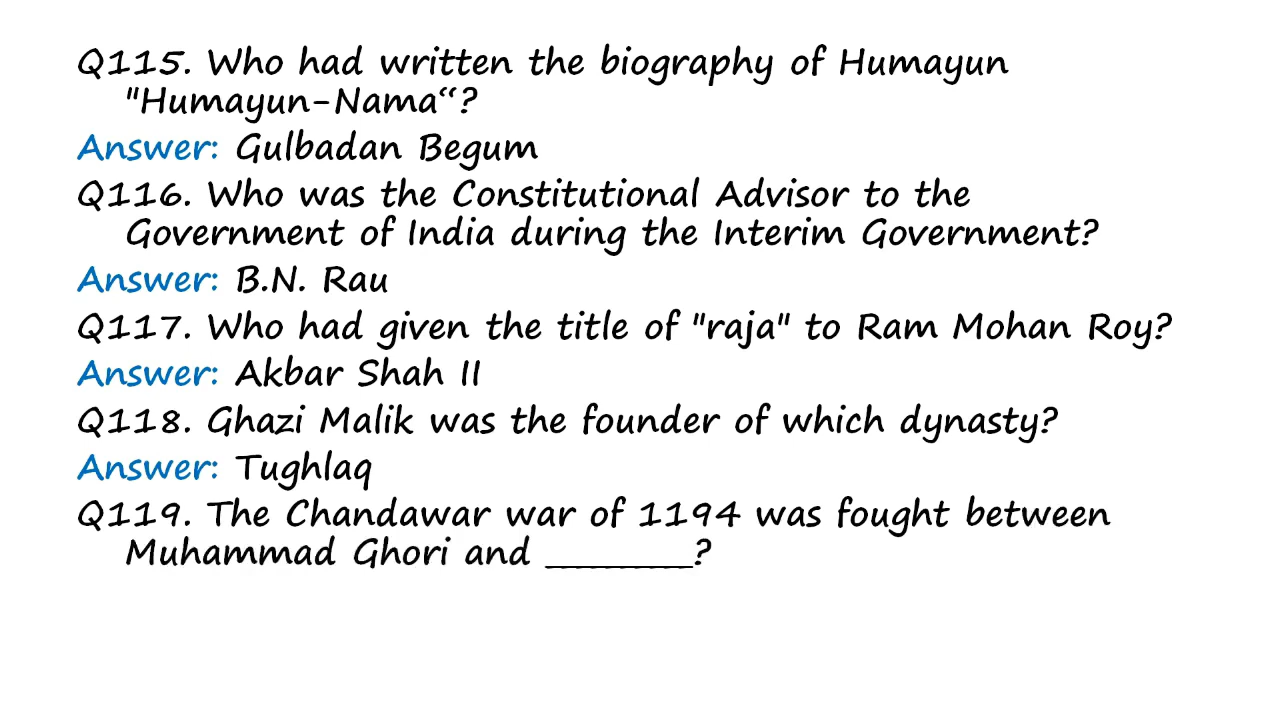 Q115. Who had written the biography of Humayun
"Humayun-Nama“?
Answer: Gulbadan Begum
Q116. Who was the Constitutional Advisor to the
Government of India during the Interim Government?
Answer: B.N. Rau
Q117. Who had given the title of "raja" to Ram Mohan Roy?
Answer: Akbar Shah II
Q118. Ghazi Malik was the founder of which dynasty?
Answer: Tughlaq
Q119. The Chandawar war of 1194 was fought between
Muhammad Ghori and __________?